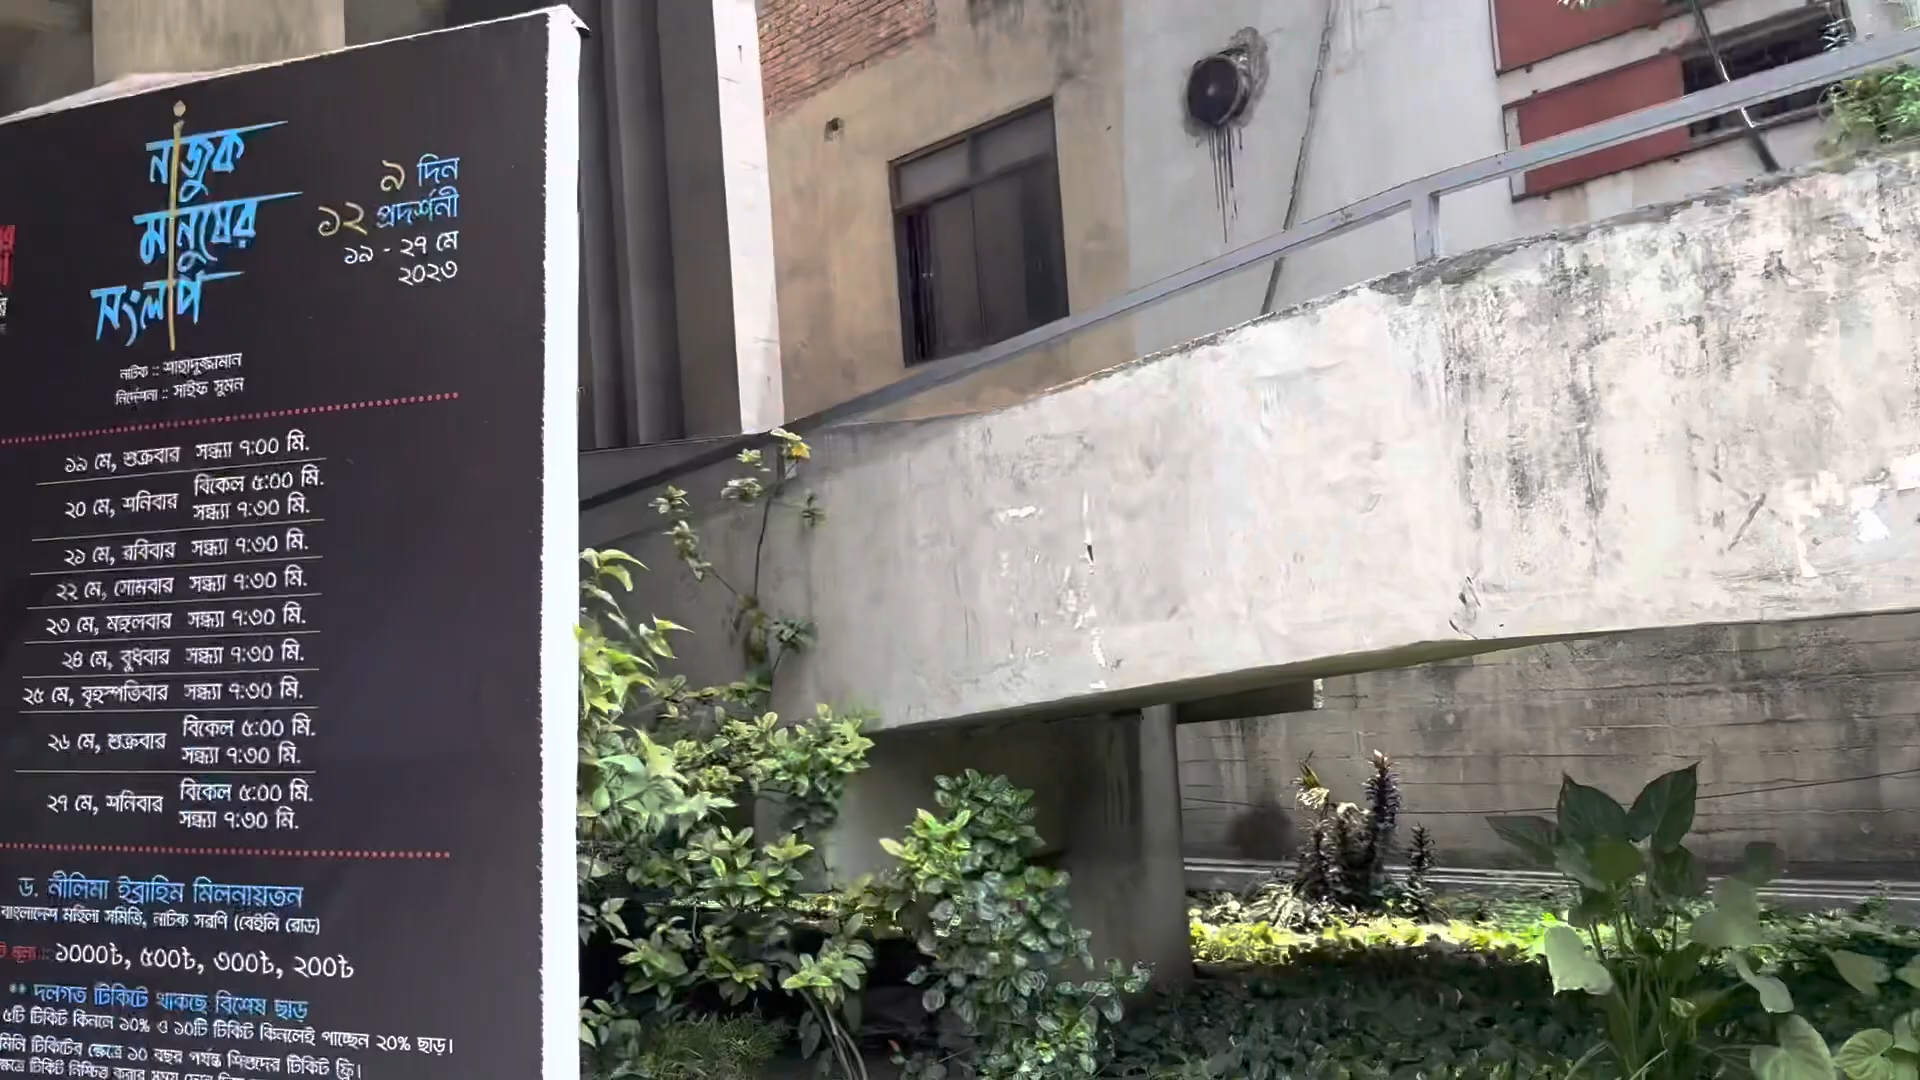 নাজুক
মানুষের
সংলাপ
৯ দিন
১২ প্রদর্শনী
১৯ - ২৭ মে
২০২৩
নাটক :: শাহাদুজ্জামান
নির্দেশনা :: সাইফ সুমন
১৯ মে, শুক্রবার সন্ধ্যা ৭:০০ মি.
২০ মে, শনিবার বিকেল ৫:০০ মি.
সন্ধ্যা ৭:৩০ মি.
২১ মে, রবিবার সন্ধ্যা ৭:৩০ মি.
২২ মে, সোমবার সন্ধ্যা ৭:৩০ মি.
২৩ মে, মঙ্গলবার সন্ধ্যা ৭:৩০ মি.
২৪ মে, বুধবার সন্ধ্যা ৭:৩০ মি.
২৫ মে, বৃহস্পতিবার সন্ধ্যা ৭:৩০ মি.
২৬ মে, শুক্রবার বিকেল ৫:০০ মি.
সন্ধ্যা ৭:৩০ মি.
২৭ মে, শনিবার বিকেল ৫:০০ মি.
সন্ধ্যা ৭:৩০ মি.
ড. নীলিমা ইব্রাহিম মিলনায়তন
বাংলাদেশ মহিলা সমিতি, নাটক সরণি (বেইলি রোড)
মূল্য :: ১০০০৳, ৫০০৳, ৩০০৳, ২০০৳
** দলগত টিকিটে থাকছে বিশেষ ছাড়
৫টি টিকিট কিনলে ১০% ও ১০টি টিকিট কিনলেই পাচ্ছেন ২০% ছাড়।
টিকিটের ক্ষেত্রে ১০ বছর পর্যন্ত শিশুদের টিকিট ফ্রি।
টিকিট নিশ্চিত করার সময়